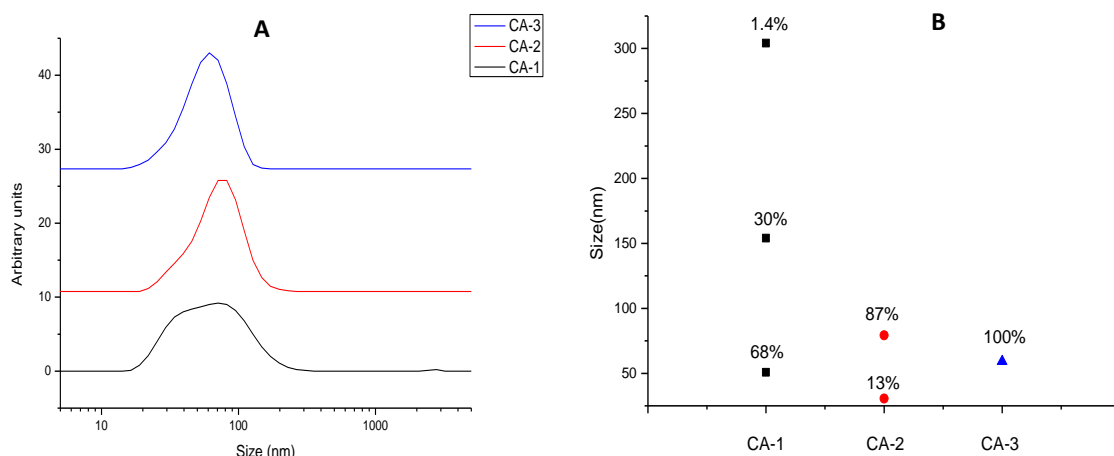 A
CA-3
CA-2
CA-1
40
30
20
10
0
Arbitrary units
10
100
1000
Size (nm)
B
1.4%
30%
68%
87%
13%
100%
300
250
200
150
100
50
Size(nm)
CA-1
CA-2
CA-3